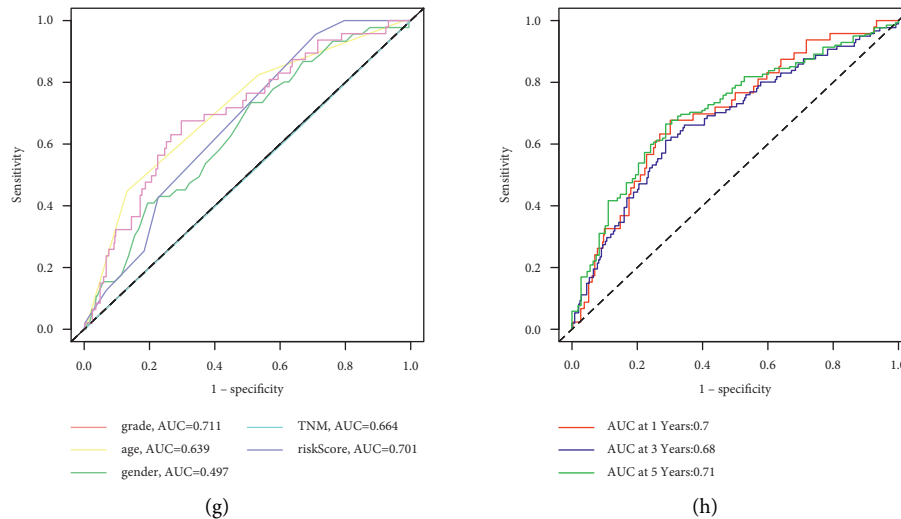 1.0
0.8
0.6
0.4
0.2
0.0
Sensitivity
0.0 0.2 0.4 0.6 0.8 1.0
1 – specificity
grade, AUC=0.711
age, AUC=0.639
gender, AUC=0.497
TNM, AUC=0.664
riskScore, AUC=0.701
(g)
1.0
0.8
0.6
0.4
0.2
0.0
Sensitivity
0.0 0.2 0.4 0.6 0.8 1.0
1 – specificity
AUC at 1 Years:0.7
AUC at 3 Years:0.68
AUC at 5 Years:0.71
(h)